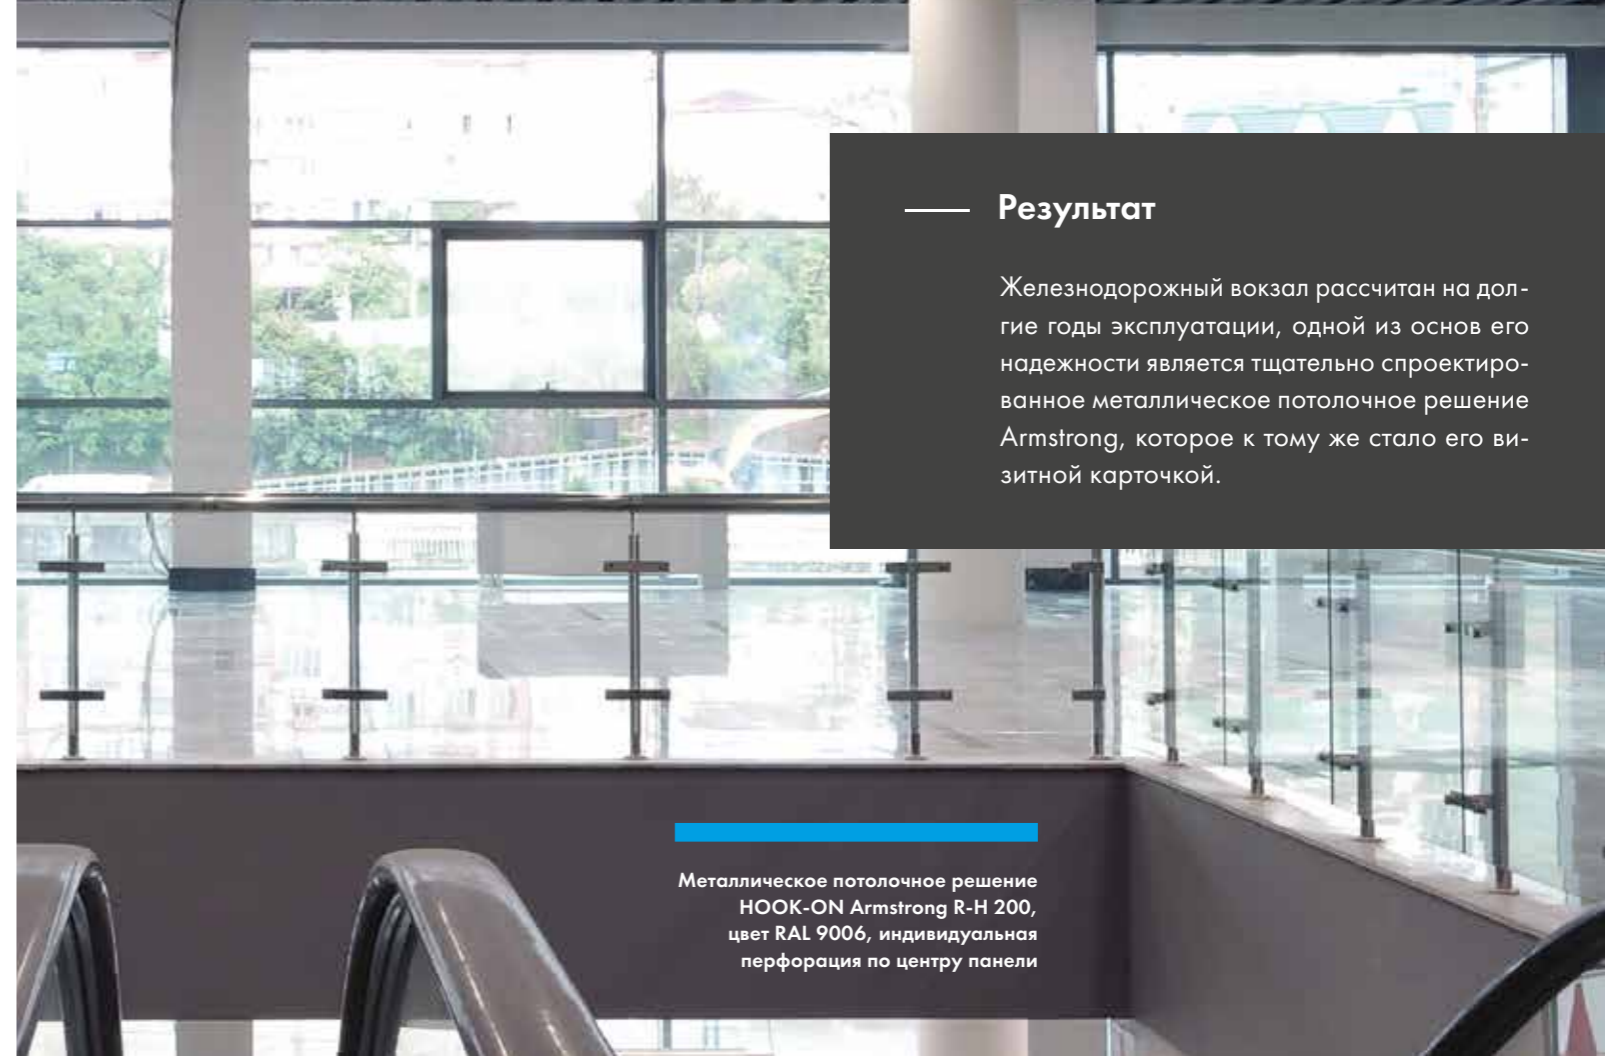 Результат
Железнодорожный вокзал рассчитан на дол-
гие годы эксплуатации, одной из основ его
надежности является тщательно спроектиро-
ванное металлическое потолочное решение
Armstrong, которое к тому же стало его ви-
зитной карточкой.
Металлическое потолочное решение
HOOK-ON Armstrong R-H 200,
цвет RAL 9006, индивидуальная
перфорация по центру панели